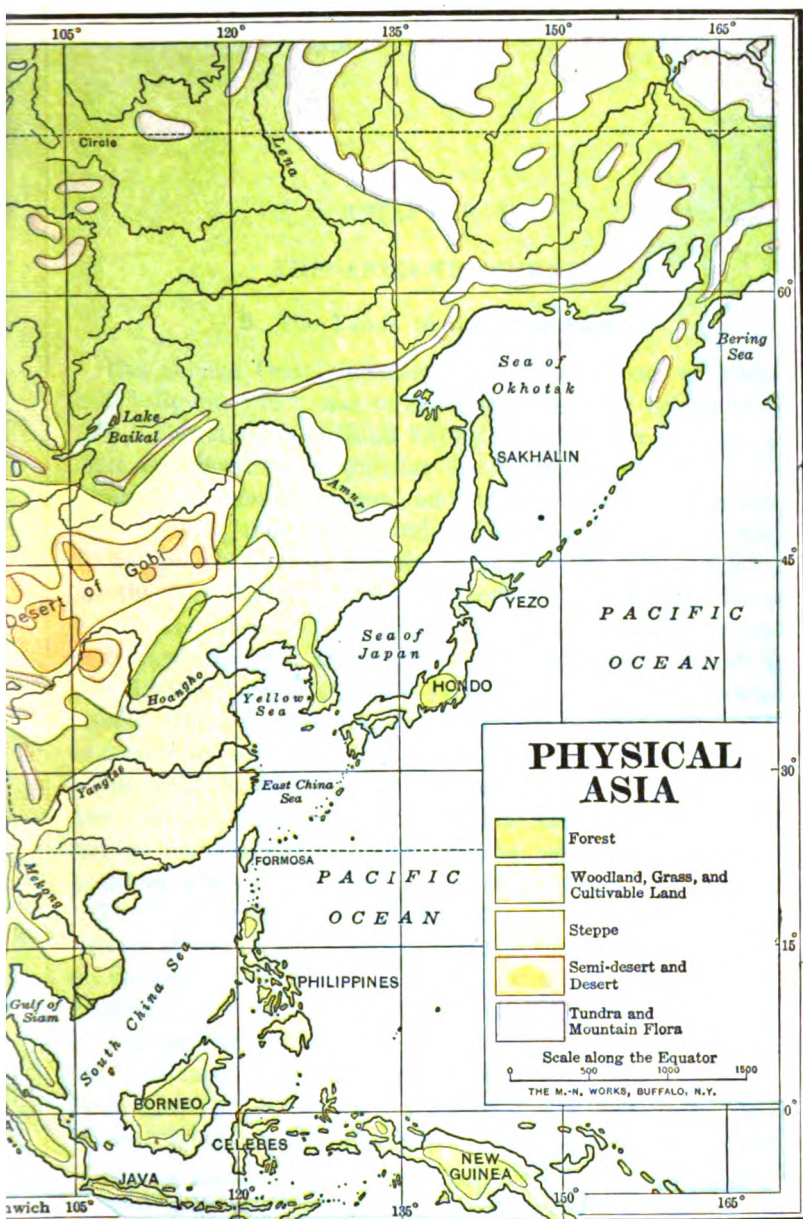 105°
120°
135°
150°
165°
Circle
Lena
60°
Bering
Sea
Sea of
Okhotsk
Lake
Baikal
SAKHALIN
Amur
45°
Desert of Gobi
YEZO
PACIFIC
OCEAN
Sea of
Japan
Hoangho
HONDO
Yellow
Sea
PHYSICAL
ASIA
30°
Yangtse
East China
Sea
Forest
FORMOSA
Mekong
PACIFIC
OCEAN
Woodland, Grass, and
Cultivable Land
Steppe
15°
South China Sea
PHILIPPINES
Semi-desert and
Desert
Gulf of
Siam
Tundra and
Mountain Flora
Scale along the Equator
0 500 1000 1500
THE M.-N. WORKS, BUFFALO, N.Y.
BORNEO
0°
CELEBES
NEW
GUINEA
JAVA
nwich
105°
120°
135°
150°
165°